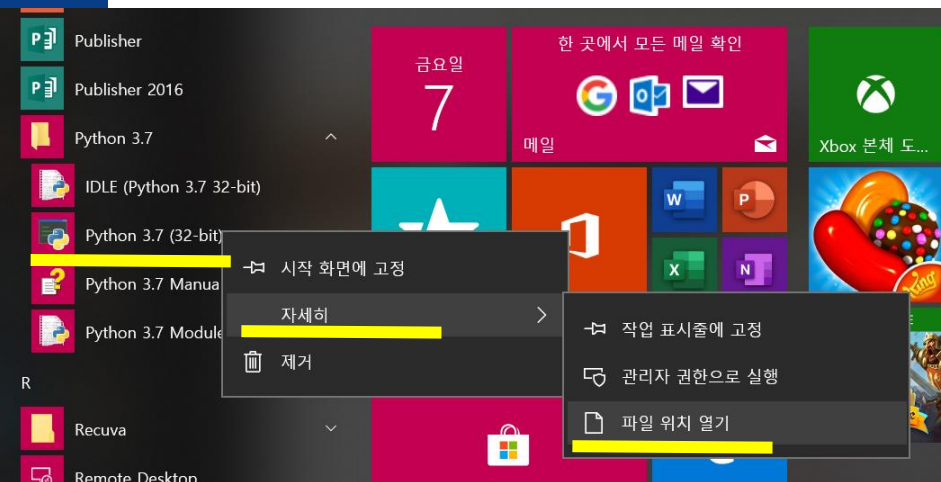 Publisher
Publisher 2016
Python 3.7
IDLE (Python 3.7 32-bit)
Python 3.7 (32-bit)
Python 3.7 Manua
Python 3.7 Module
R
Recuva
Remote Desktop
금요일
7
한 곳에서 모든 메일 확인
메일
Xbox 본체 도...
시작 화면에 고정
자세히
제거
작업 표시줄에 고정
관리자 권한으로 실행
파일 위치 열기